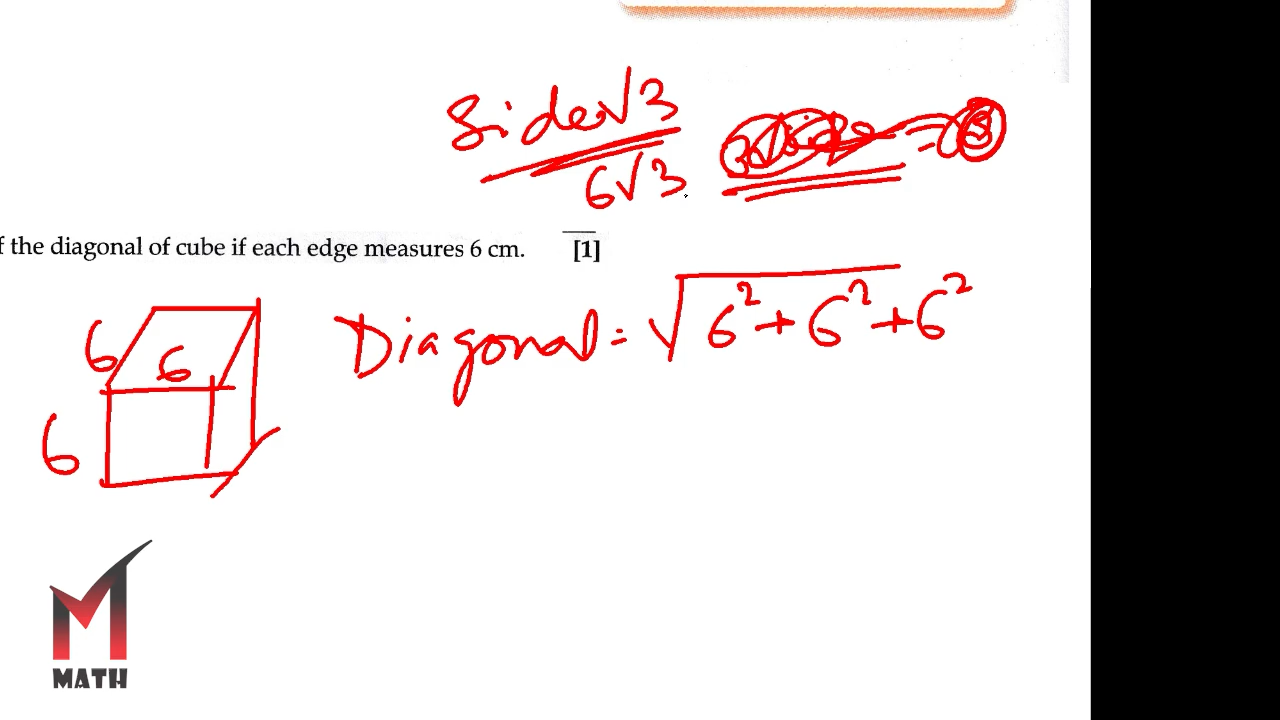 Side√3
6√3
f the diagonal of cube if each edge measures 6 cm. [1]
6 6
6
Diagonal = √6² + 6² + 6²
MATH